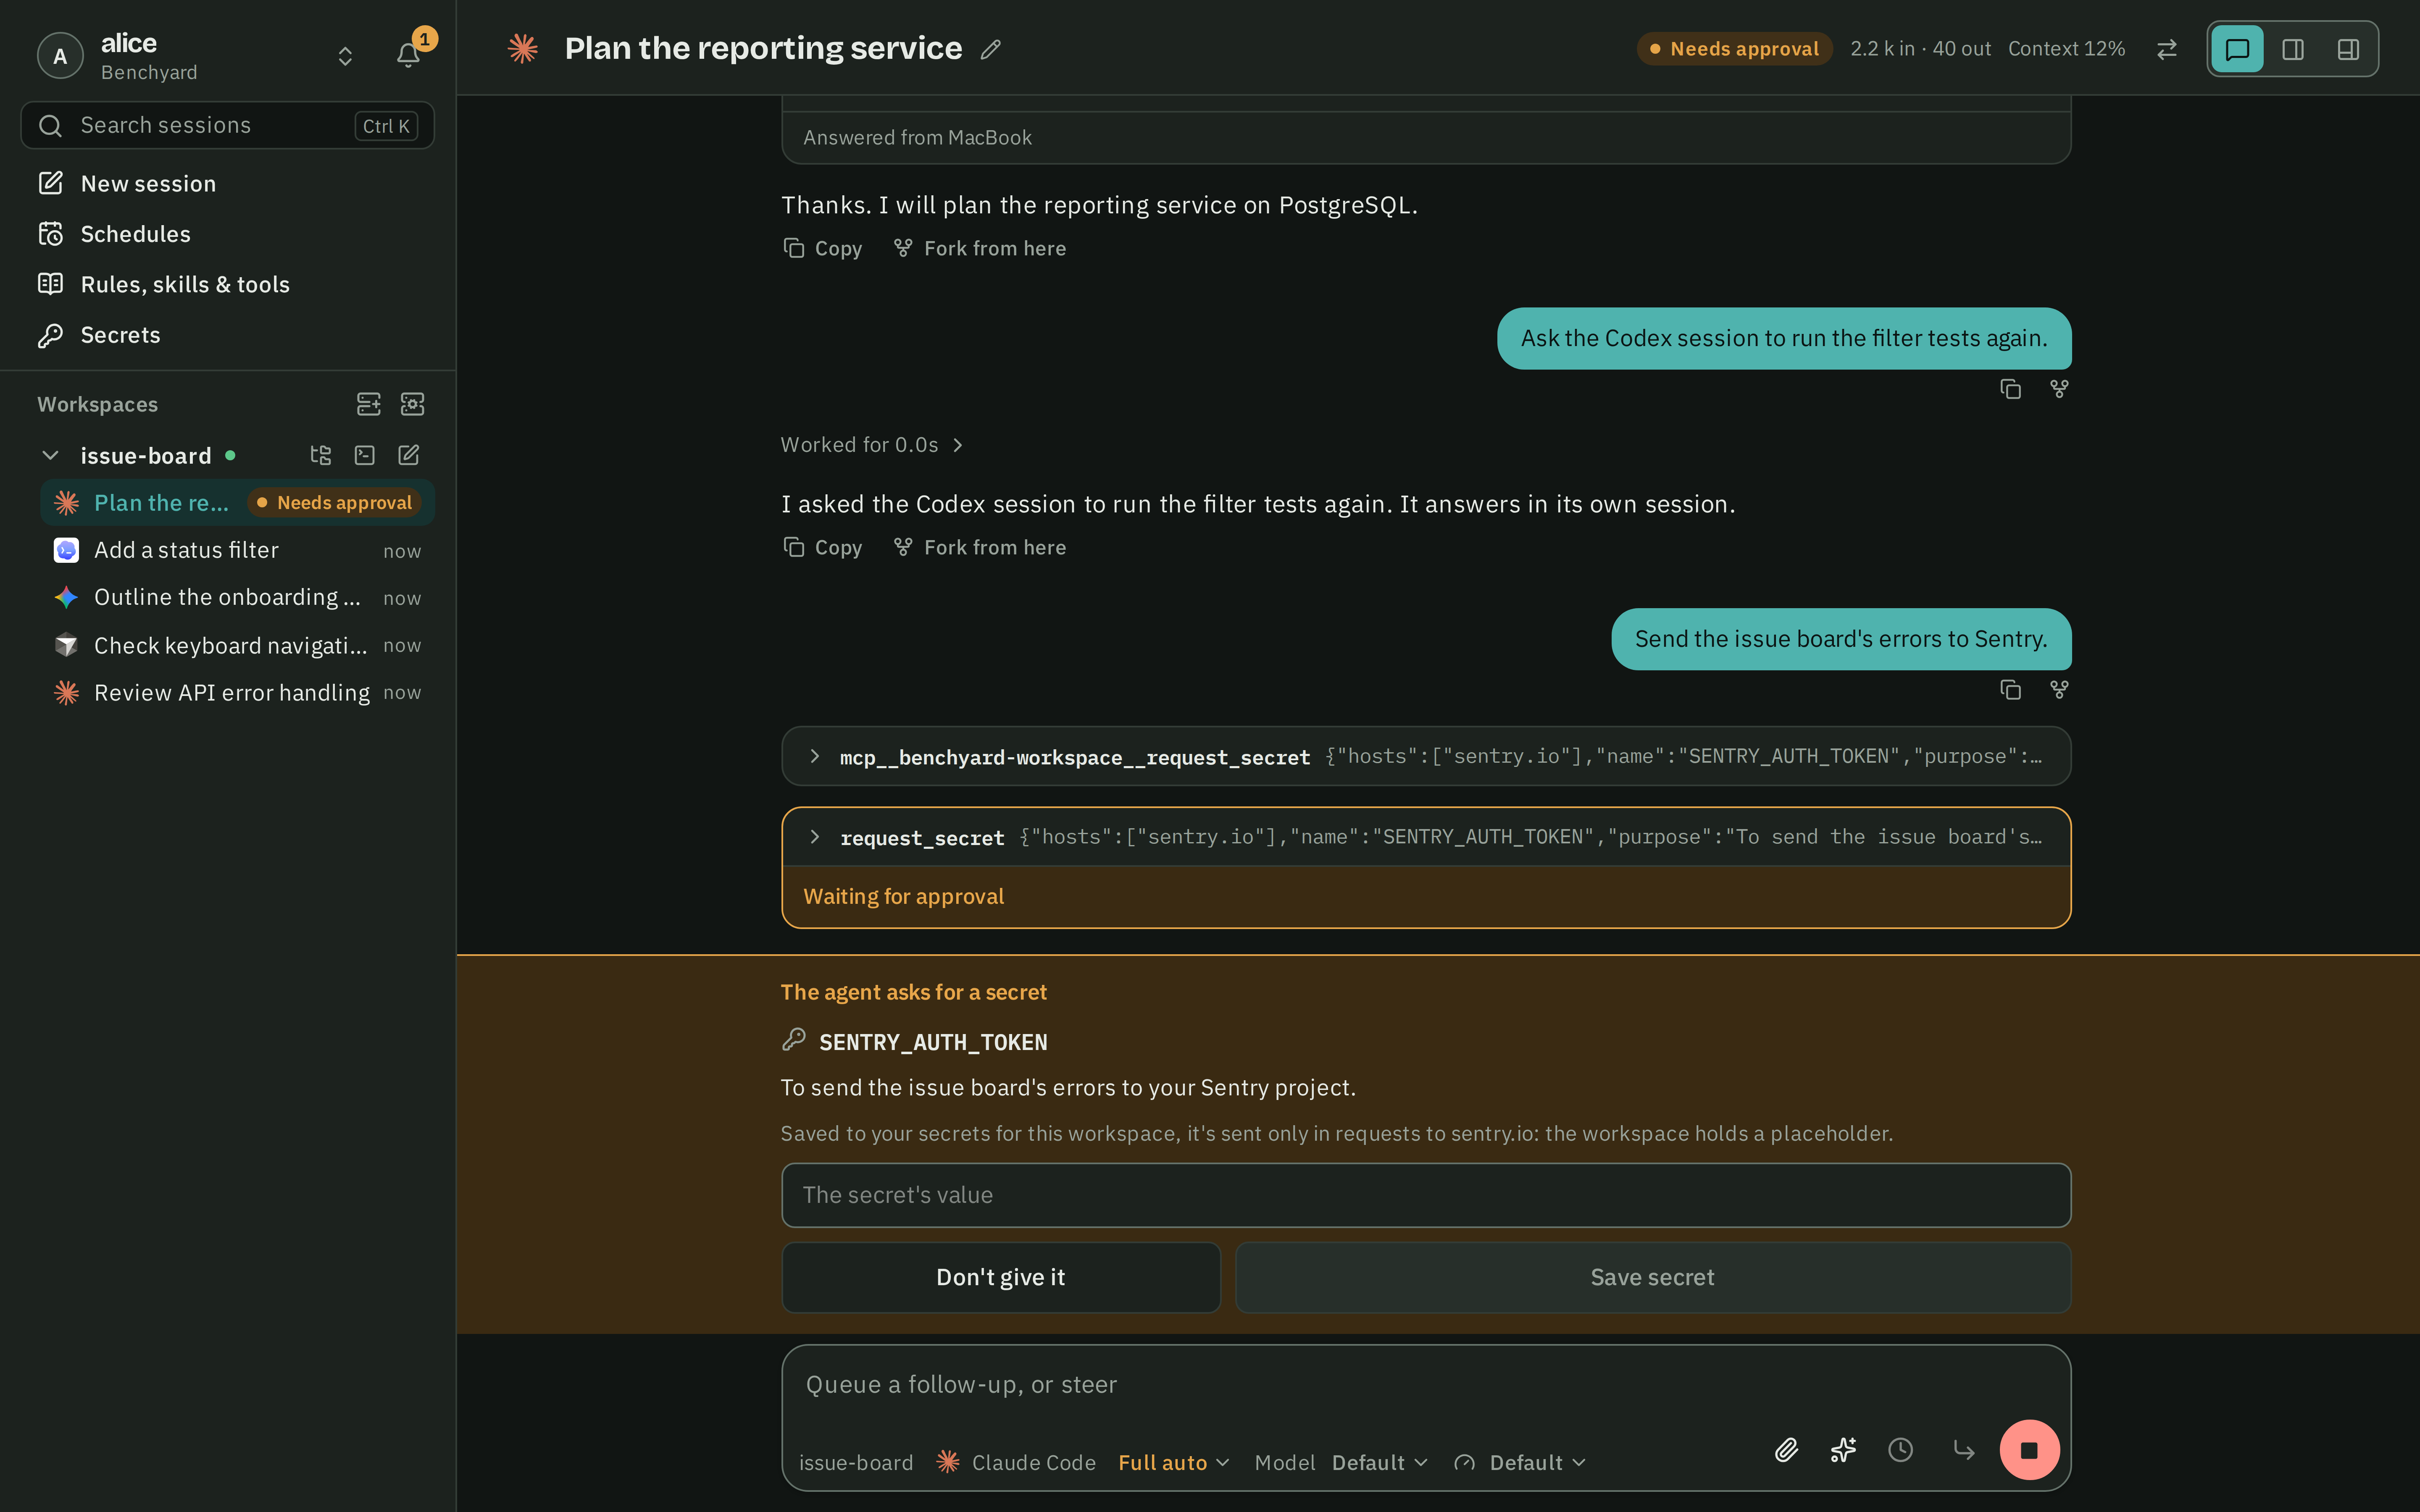 A
alice
Benchyard
1
Search sessions
Ctrl K
New session
Schedules
Rules, skills & tools
Secrets
Workspaces
issue-board
Plan the re...
Needs approval
Add a status filter
now
Outline the onboarding ...
now
Check keyboard navigati...
now
Review API error handling
now
Plan the reporting service
Needs approval
2.2 k in · 40 out
Context 12%
Answered from MacBook
Thanks. I will plan the reporting service on PostgreSQL.
Copy
Fork from here
Ask the Codex session to run the filter tests again.
Worked for 0.0s
I asked the Codex session to run the filter tests again. It answers in its own session.
Copy
Fork from here
Send the issue board's errors to Sentry.
mcp__benchyard-workspace__request_secret {"hosts":["sentry.io"],"name":"SENTRY_AUTH_TOKEN","purpose":…
request_secret {"hosts":["sentry.io"],"name":"SENTRY_AUTH_TOKEN","purpose":"To send the issue board's…
Waiting for approval
The agent asks for a secret
SENTRY_AUTH_TOKEN
To send the issue board's errors to your Sentry project.
Saved to your secrets for this workspace, it's sent only in requests to sentry.io: the workspace holds a placeholder.
The secret's value
Don't give it
Save secret
Queue a follow-up, or steer
issue-board
Claude Code
Full auto
Model
Default
Default